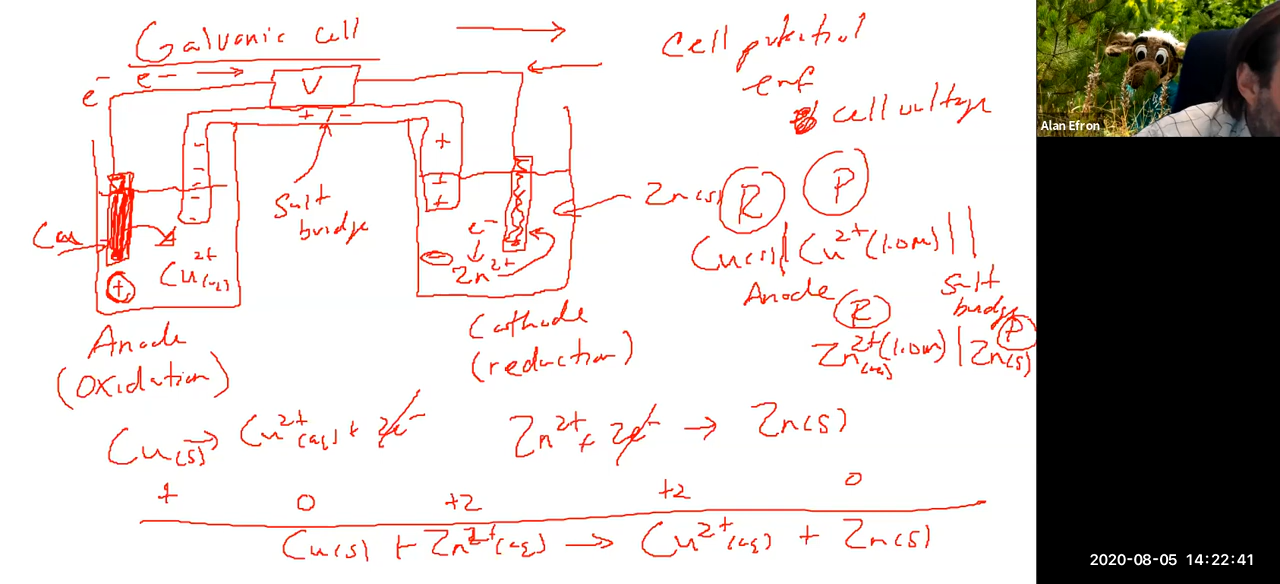 Galvanic cell
e- →
e-
V
+ / -
Cell potential
emf
cell voltage
Alan Efron
-
-
-
-
+
+
+
Salt
bridge
Cu
Cu2+(aq)
+
e-
Zn2+
Zn(s)
R P
Cu(s)|Cu2+(1.0M)||
Anode
Salt
bridge
R P
Zn2+(aq)(1.0M)|Zn(s)
Anode
(oxidation)
Cathode
(reduction)
Cu(s) → Cu2+(aq) + 2e-
Zn2+ + 2e- → Zn(s)
+ 0 +2 +2 0
Cu(s) + Zn2+(aq) → Cu2+(aq) + Zn(s)
2020-08-05 14:22:41